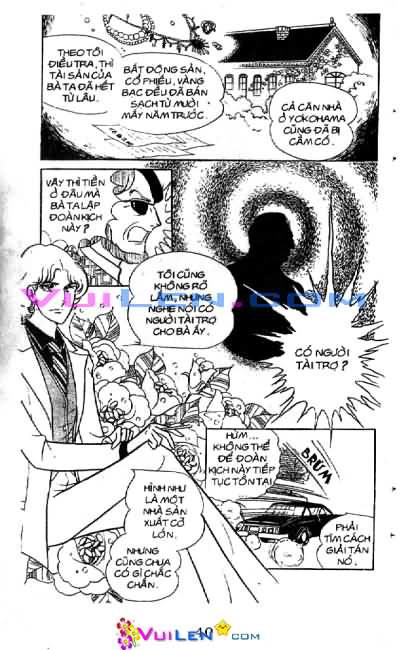 THEO TÔI
ĐIỀU TRA, THÌ
TÀI SẢN CỦA
BÀ TA ĐÃ HẾT
TỪ LÂU.
BẤT ĐỘNG SẢN,
CỔ PHIẾU, VÀNG
BẠC ĐỀU ĐÃ BÁN
SẠCH TỪ MƯỜI
MẤY NĂM TRƯỚC.
CẢ CĂN NHÀ
Ở YOKOHAMA
CŨNG ĐÃ BỊ
CẦM CỐ.
VẬY THÌ TIỀN
Ở ĐÂU MÀ
BÀ TA LẬP
ĐOÀN KỊCH
NÀY ?
TÔI CŨNG
KHÔNG RÕ
LẮM, NHƯNG
NGHE NÓI CÓ
NGƯỜI TÀI TRỢ
CHO BÀ ẤY.
VUILEN.COM
CÓ NGƯỜI
TÀI TRỢ ?
HỪM...
KHÔNG THỂ
ĐỂ ĐOÀN
KỊCH NÀY TIẾP
TỤC TỒN TẠI
BRỪM
HÌNH NHƯ
LÀ MỘT
NHÀ SẢN
XUẤT CỠ
LỚN.
NHƯNG
CŨNG CHƯA
CÓ GÌ CHẮC
CHẮN.
PHẢI
TÌM CÁCH
GIẢI TÁN
NÓ.
40
VUILEN.COM